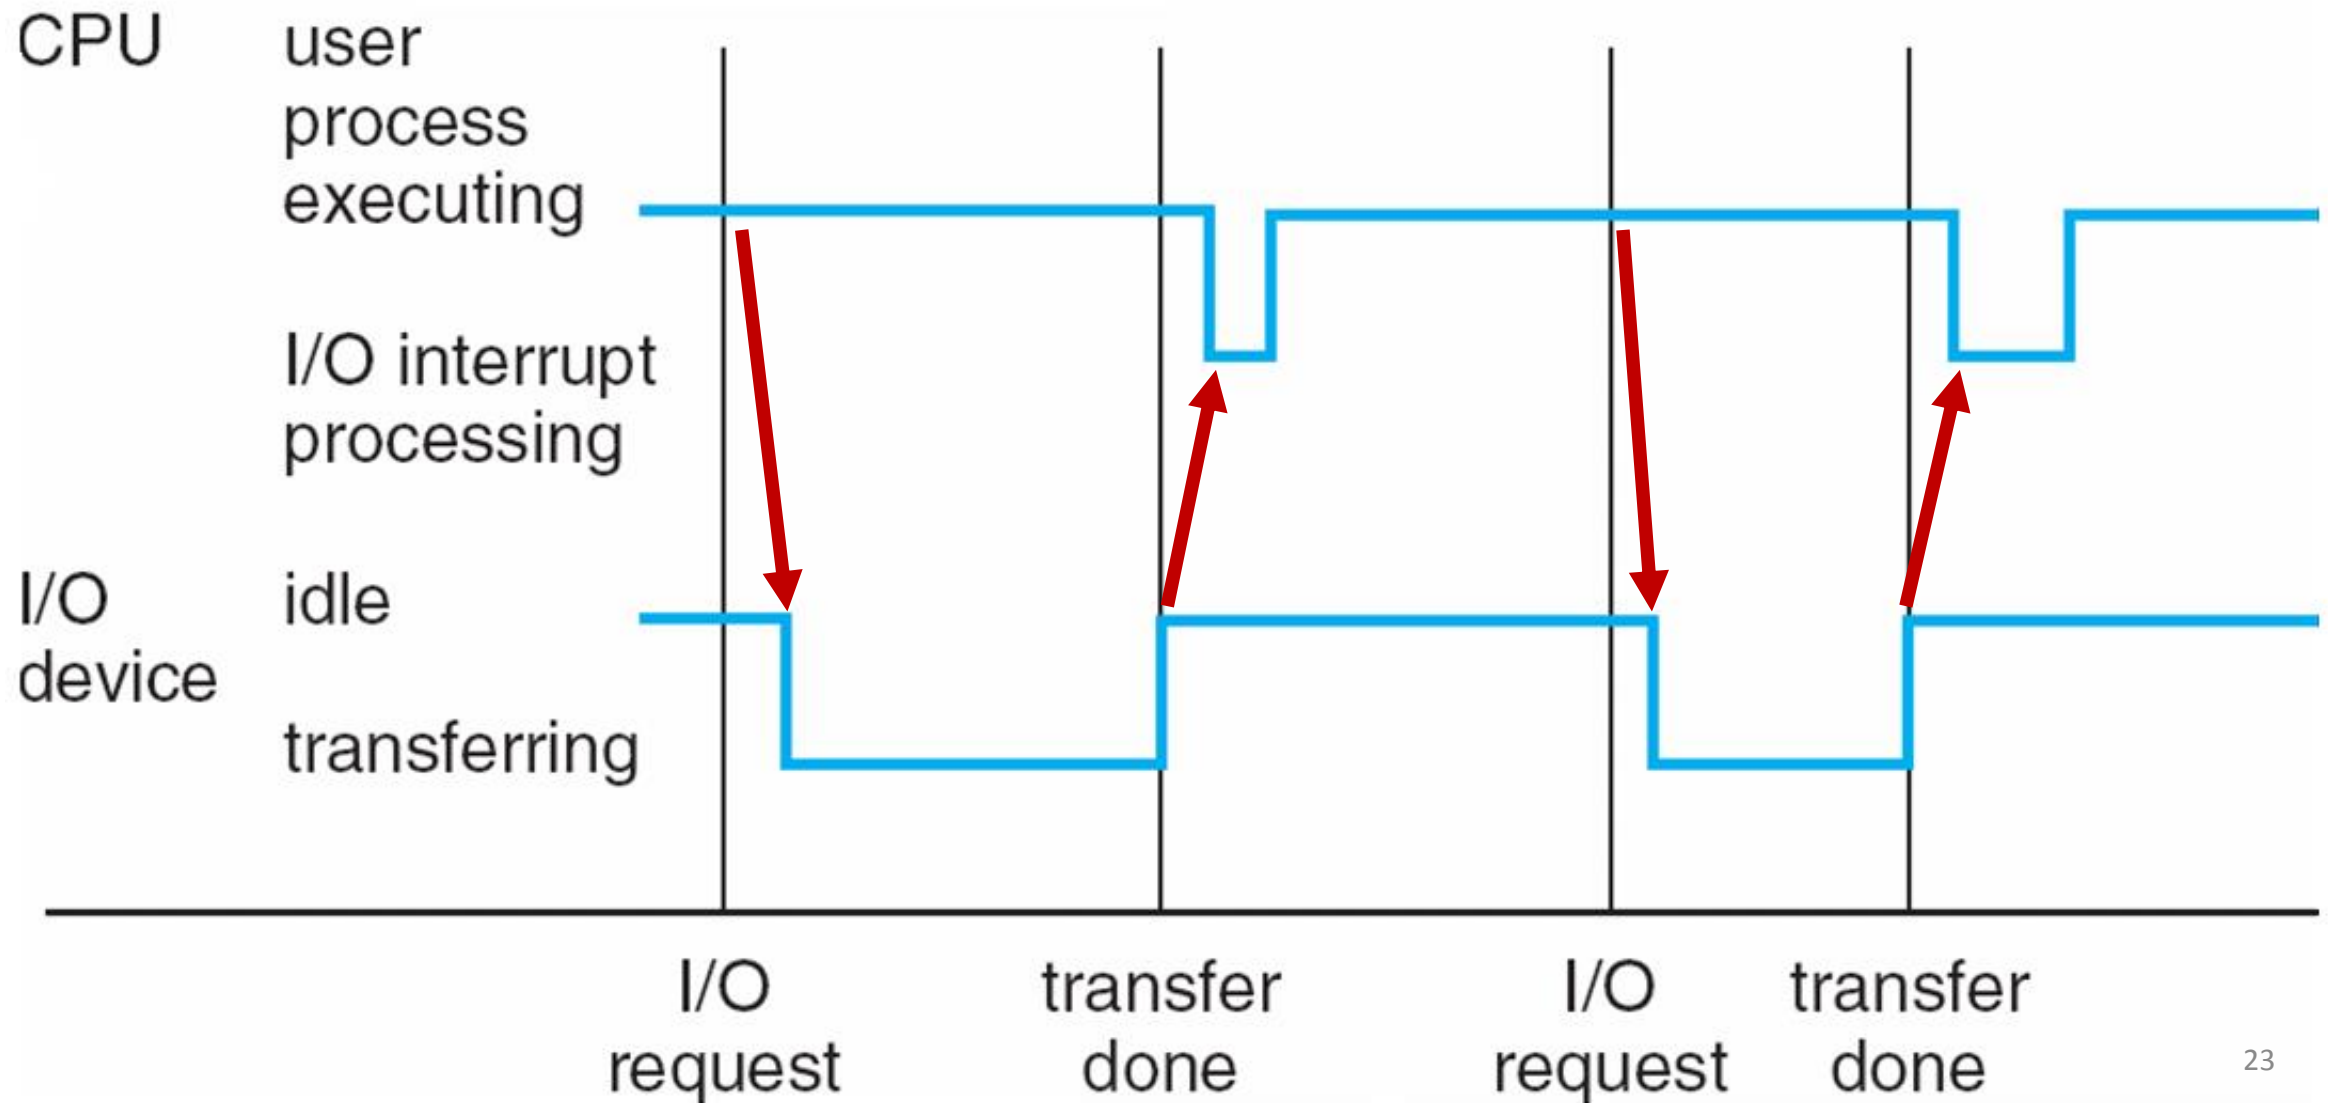 CPU user
process
executing
I/O interrupt
processing
I/O idle
device
transferring
I/O transfer I/O transfer
request done request done
23